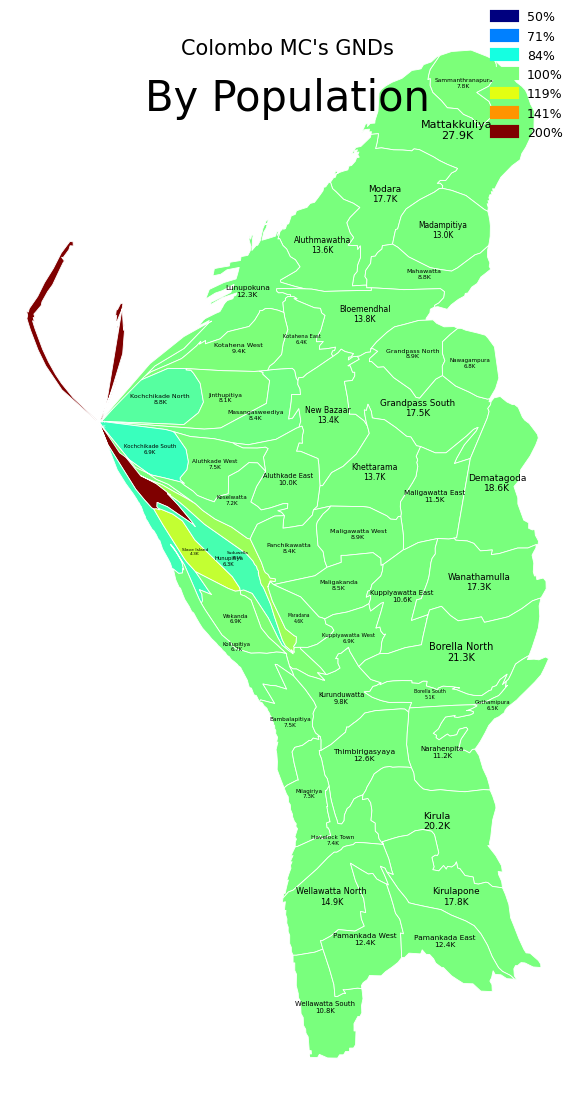 Colombo MC's GNDs
By Population
50%
71%
84%
100%
119%
141%
200%
Sammanthranapura
7.8K
Mattakkuliya
27.9K
Modara
17.7K
Madampitiya
13.0K
Aluthmawatha
13.6K
Mahawatta
8.8K
Lunupokuna
12.3K
Bloemendhal
13.8K
Kotahena East
6.4K
Kotahena West
9.4K
Grandpass North
8.9K
Nawagampura
6.8K
Kochchikade North
8.8K
Jinthupitiya
8.1K
Masangasweediya
8.4K
New Bazaar
13.4K
Grandpass South
17.5K
Kochchikade South
6.9K
Aluthkade West
7.5K
Aluthkade East
10.0K
Khettarama
13.7K
Dematagoda
18.6K
Keselwatta
7.2K
Maligawatta East
11.5K
Maligawatta West
8.9K
Panchikawatta
8.4K
Slave Island
Suduwella
Hunupitiya
6.3K
Maligakanda
8.5K
Wanathamulla
17.3K
Kuppiyawatta East
10.6K
Wekanda
6.9K
Maradana
4.6K
Kuppiyawatta West
6.9K
Kollupitiya
6.7K
Borella North
21.3K
Kurunduwatta
9.8K
Borella South
5.1K
Gothamipura
6.5K
Bambalapitiya
7.5K
Thimbirigasyaya
12.6K
Narahenpita
11.2K
Milagiriya
7.3K
Kirula
20.2K
Havelock Town
7.4K
Wellawatta North
14.9K
Kirulapone
17.8K
Pamankada West
12.4K
Pamankada East
12.4K
Wellawatta South
10.8K